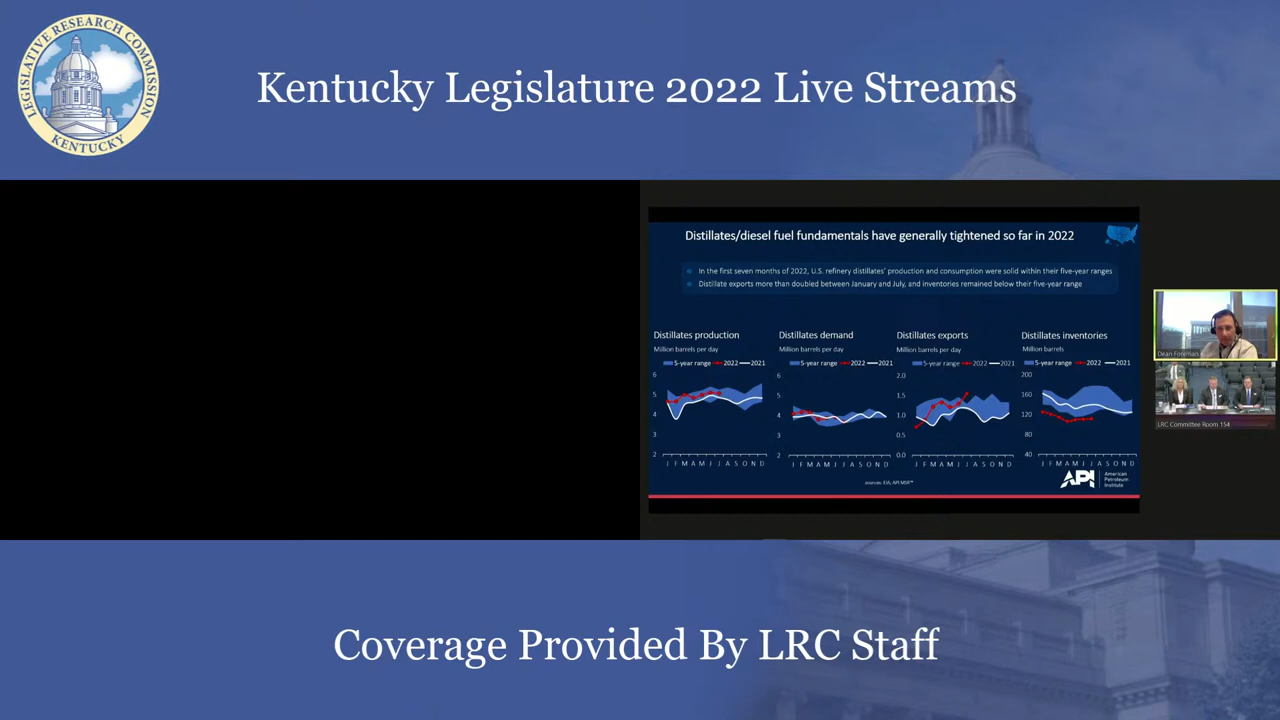 LEGISLATIVE RESEARCH COMMISSION
KENTUCKY
Kentucky Legislature 2022 Live Streams
Distillates/diesel fuel fundamentals have generally tightened so far in 2022
In the first seven months of 2022, U.S. refinery distillates' production and consumption were solid within their five-year ranges
Distillate exports more than doubled between January and July, and inventories remained below their five-year range
Distillates production
Million barrels per day
5-year range 2022 2021
6
5
4
3
2
J F M A M J J A S O N D
Distillates demand
Million barrels per day
5-year range 2022 2021
6
5
4
3
2
J F M A M J J A S O N D
Distillates exports
Million barrels per day
5-year range 2022 2021
2.0
1.5
1.0
0.5
0.0
J F M A M J J A S O N D
Distillates inventories
Million barrels
5-year range 2022 2021
200
160
120
80
40
J F M A M J J A S O N D
sources: EIA, API MSR™
API
American
Petroleum
Institute
Dean Foreman
LRC Committee Room 154
Coverage Provided By LRC Staff